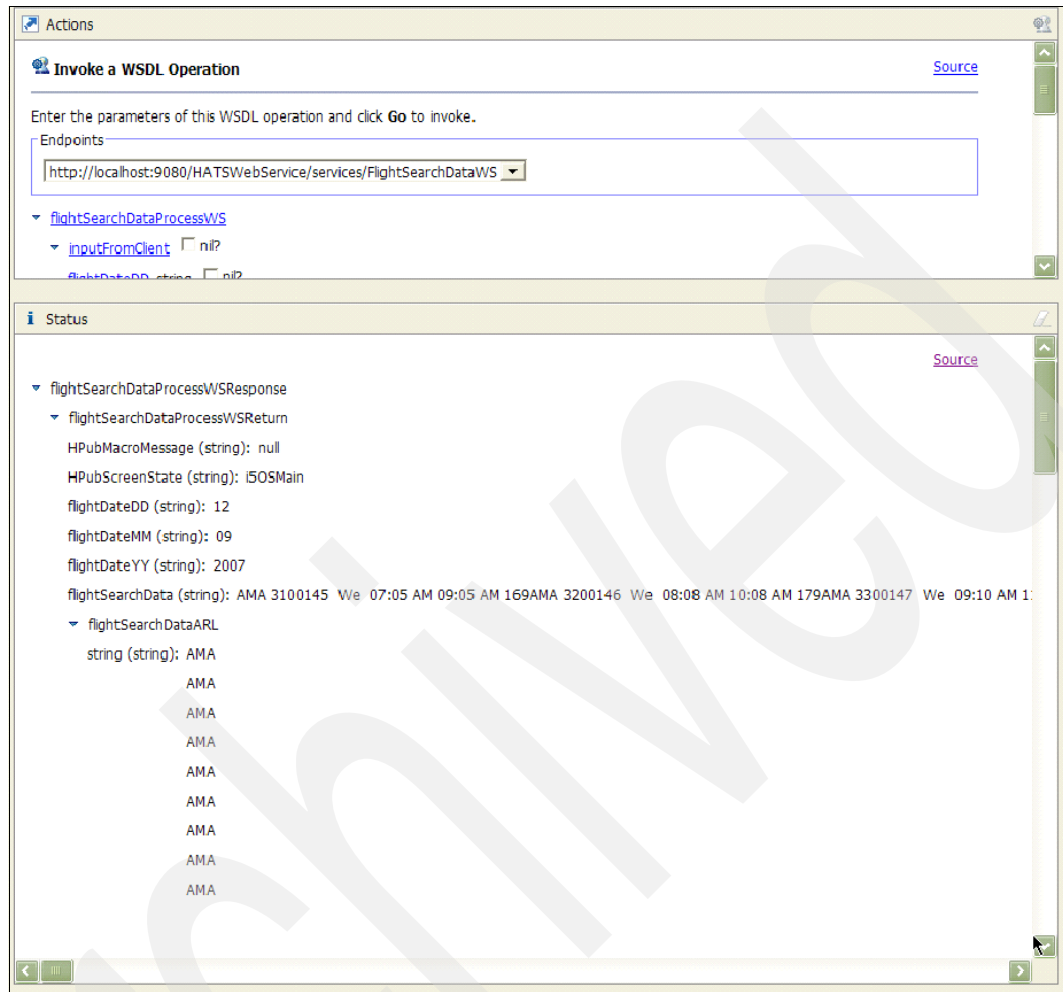 Actions
Invoke a WSDL Operation
Source
Enter the parameters of this WSDL operation and click Go to invoke.
Endpoints
http://localhost:9080/HATSWebService/services/FlightSearchDataWS
flightSearchDataProcessWS
inputFromClient nil?
flightDateDD string nil?
i Status
Source
flightSearchDataProcessWSResponse
flightSearchDataProcessWSReturn
HPubMacroMessage (string): null
HPubScreenState (string): i5OSMain
flightDateDD (string): 12
flightDateMM (string): 09
flightDateYY (string): 2007
flightSearchData (string): AMA 3100145 We 07:05 AM 09:05 AM 169AMA 3200146 We 08:08 AM 10:08 AM 179AMA 3300147 We 09:10 AM
flightSearchDataARL
string (string): AMA
AMA
AMA
AMA
AMA
AMA
AMA
AMA
AMA
Archived